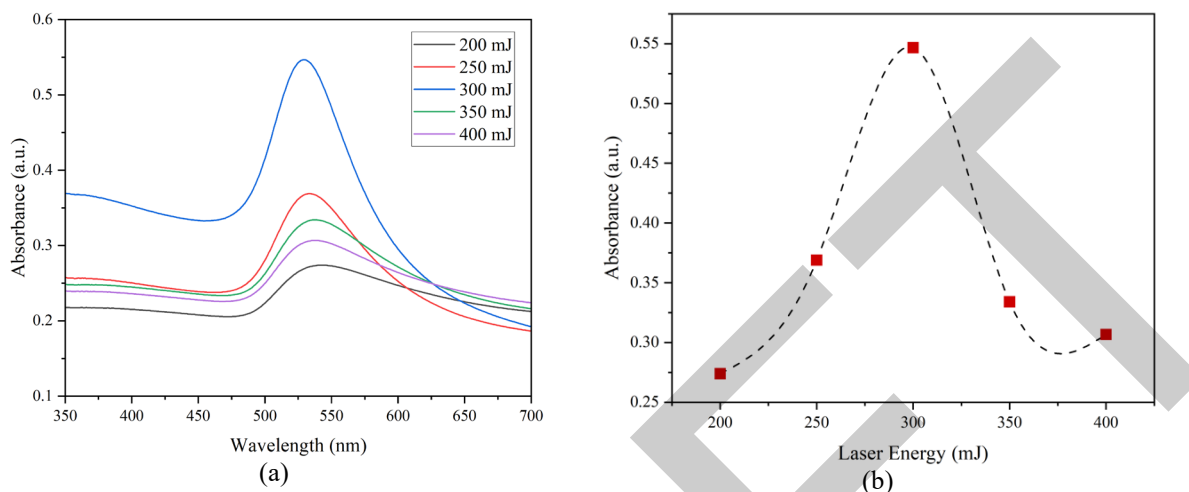 0.6
0.5
0.4
0.3
0.2
0.1
Absorbance (a.u.)
200 mJ
250 mJ
300 mJ
350 mJ
400 mJ
350 400 450 500 550 600 650 700
Wavelength (nm)
(a)
0.55
0.50
0.45
0.40
0.35
0.30
0.25
Absorbance (a.u.)
200 250 300 350 400
Laser Energy (mJ)
(b)